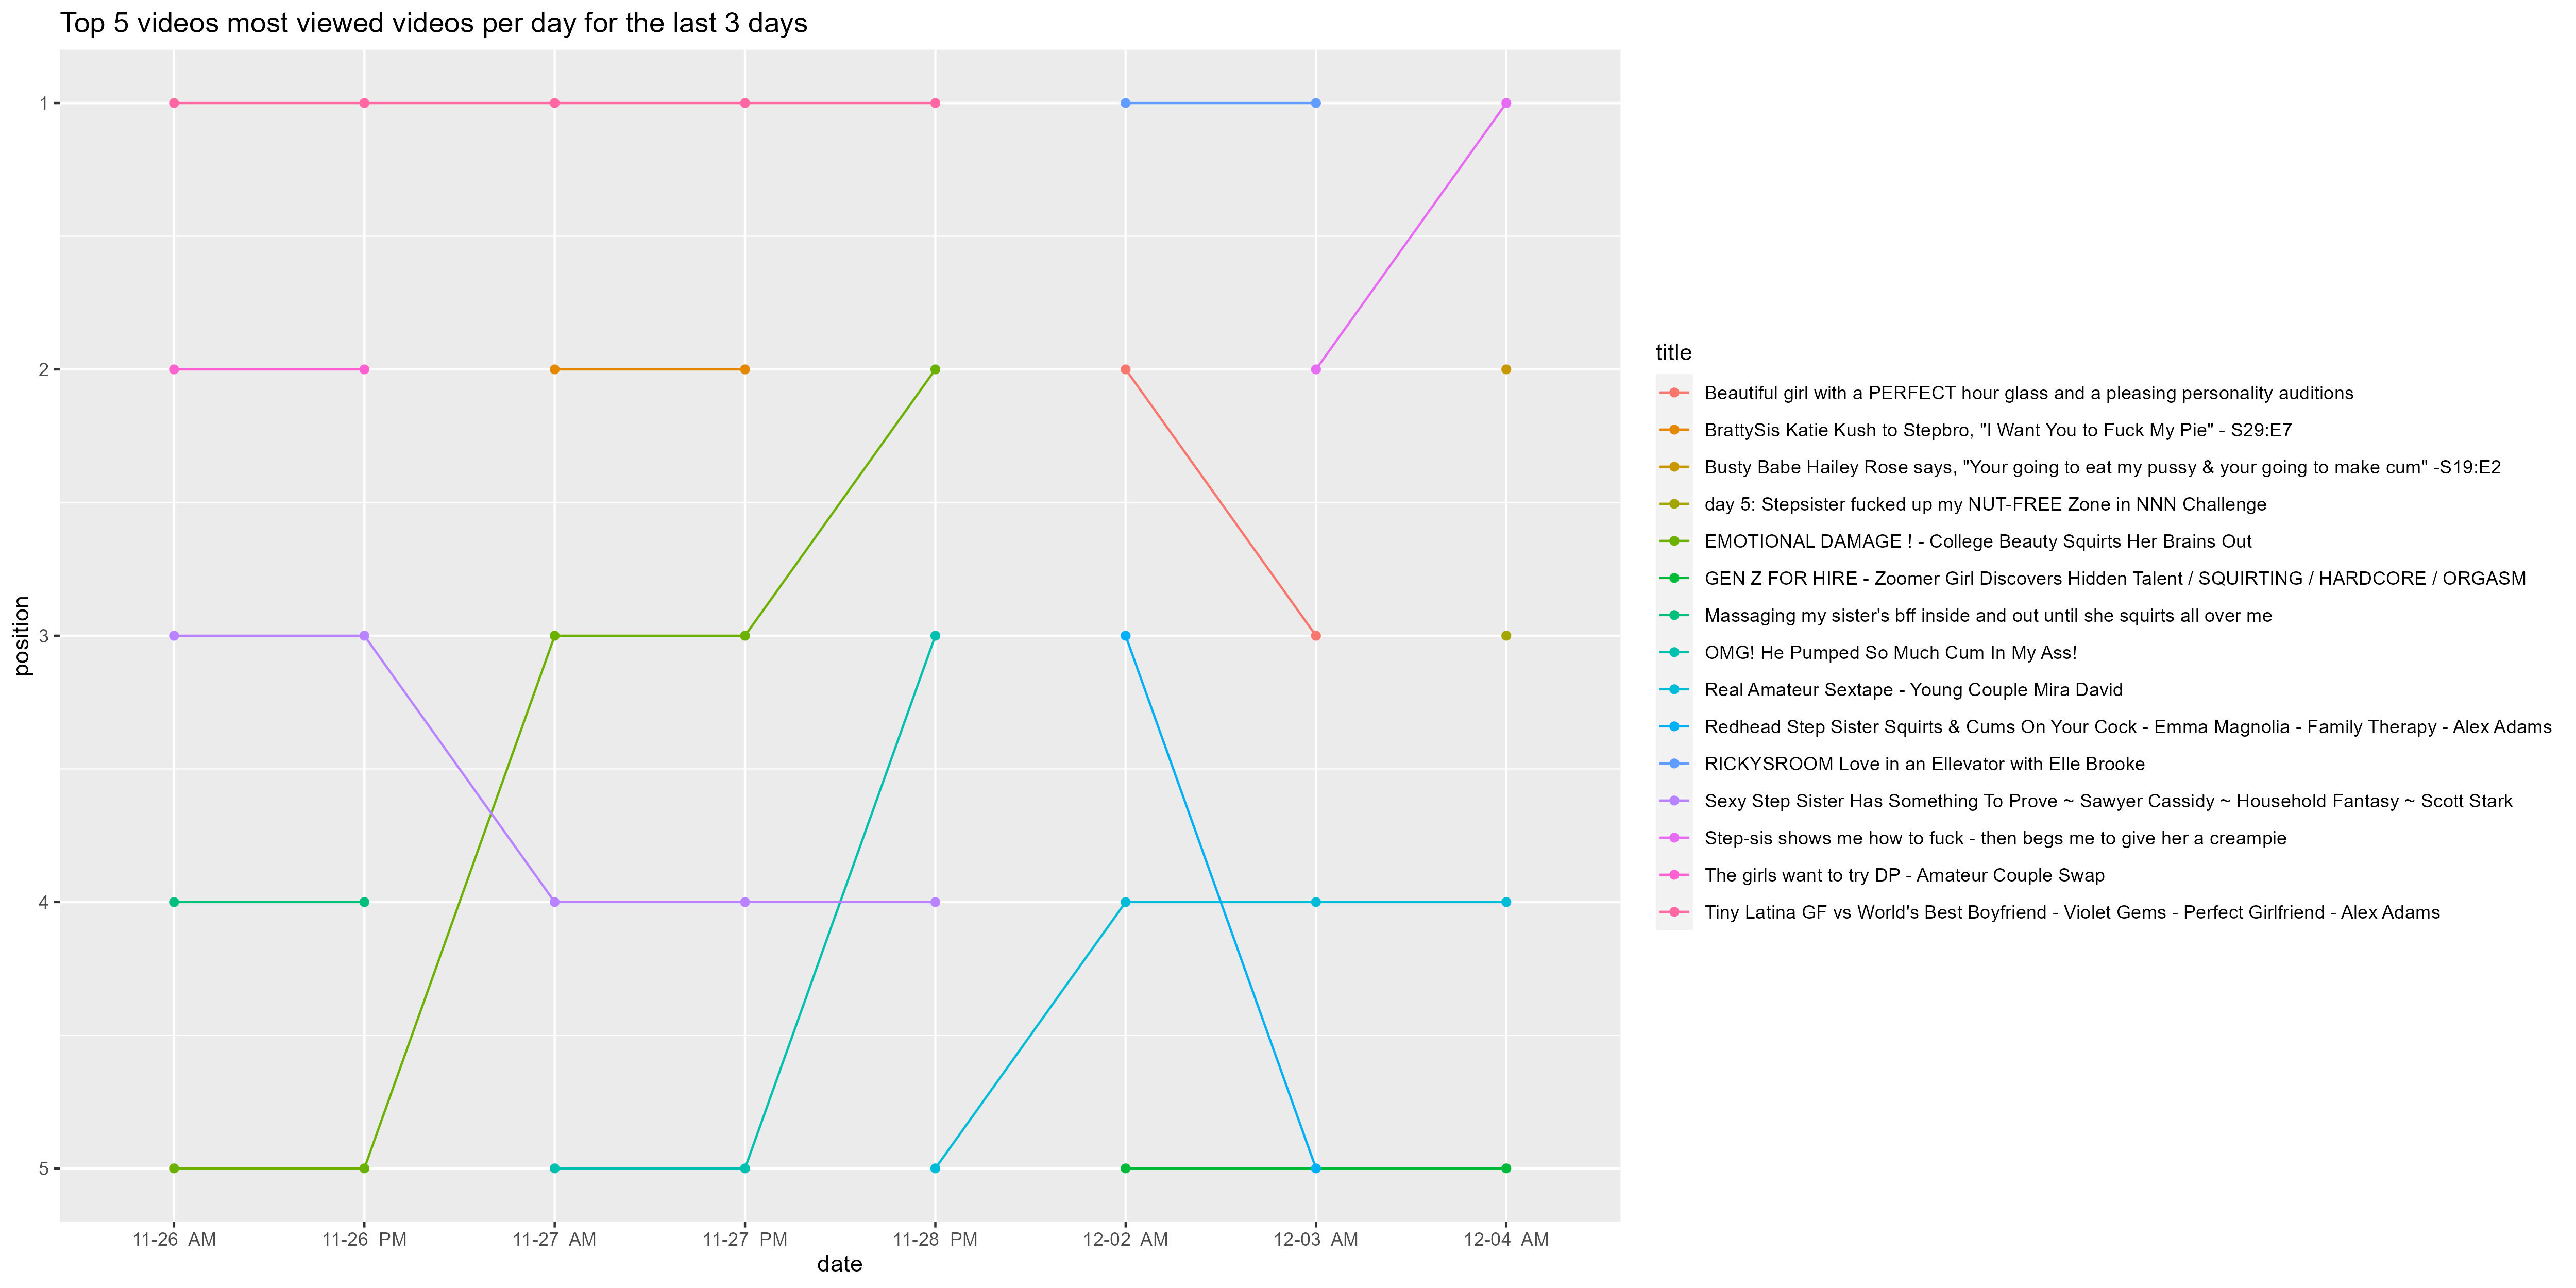 Top 5 videos most viewed videos per day for the last 3 days
position
1
2
3
4
5
11-26 AM
11-26 PM
11-27 AM
11-27 PM
11-28 PM
12-02 AM
12-03 AM
12-04 AM
date
title
Beautiful girl with a PERFECT hour glass and a pleasing personality auditions
BrattySis Katie Kush to Stepbro, "I Want You to Fuck My Pie" - S29:E7
Busty Babe Hailey Rose says, "Your going to eat my pussy & your going to make cum" -S19:E2
day 5: Stepsister fucked up my NUT-FREE Zone in NNN Challenge
EMOTIONAL DAMAGE ! - College Beauty Squirts Her Brains Out
GEN Z FOR HIRE - Zoomer Girl Discovers Hidden Talent / SQUIRTING / HARDCORE / ORGASM
Massaging my sister's bff inside and out until she squirts all over me
OMG! He Pumped So Much Cum In My Ass!
Real Amateur Sextape - Young Couple Mira David
Redhead Step Sister Squirts & Cums On Your Cock - Emma Magnolia - Family Therapy - Alex Adams
RICKYSROOM Love in an Ellevator with Elle Brooke
Sexy Step Sister Has Something To Prove ~ Sawyer Cassidy ~ Household Fantasy ~ Scott Stark
Step-sis shows me how to fuck - then begs me to give her a creampie
The girls want to try DP - Amateur Couple Swap
Tiny Latina GF vs World's Best Boyfriend - Violet Gems - Perfect Girlfriend - Alex Adams